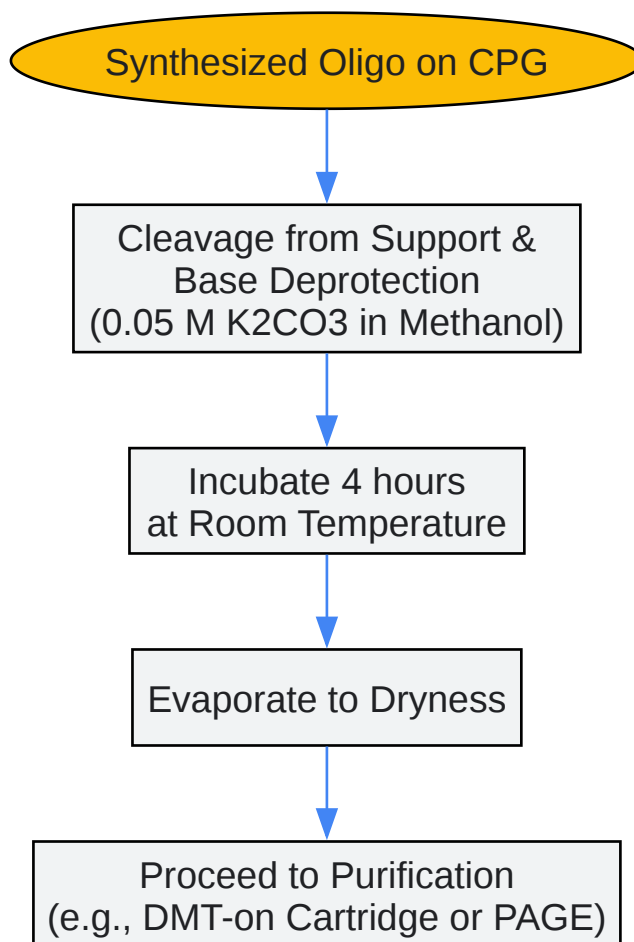 Synthesized Oligo on CPG
Cleavage from Support &
Base Deprotection
(0.05 M K2CO3 in Methanol)
Incubate 4 hours
at Room Temperature
Evaporate to Dryness
Proceed to Purification
(e.g., DMT-on Cartridge or PAGE)